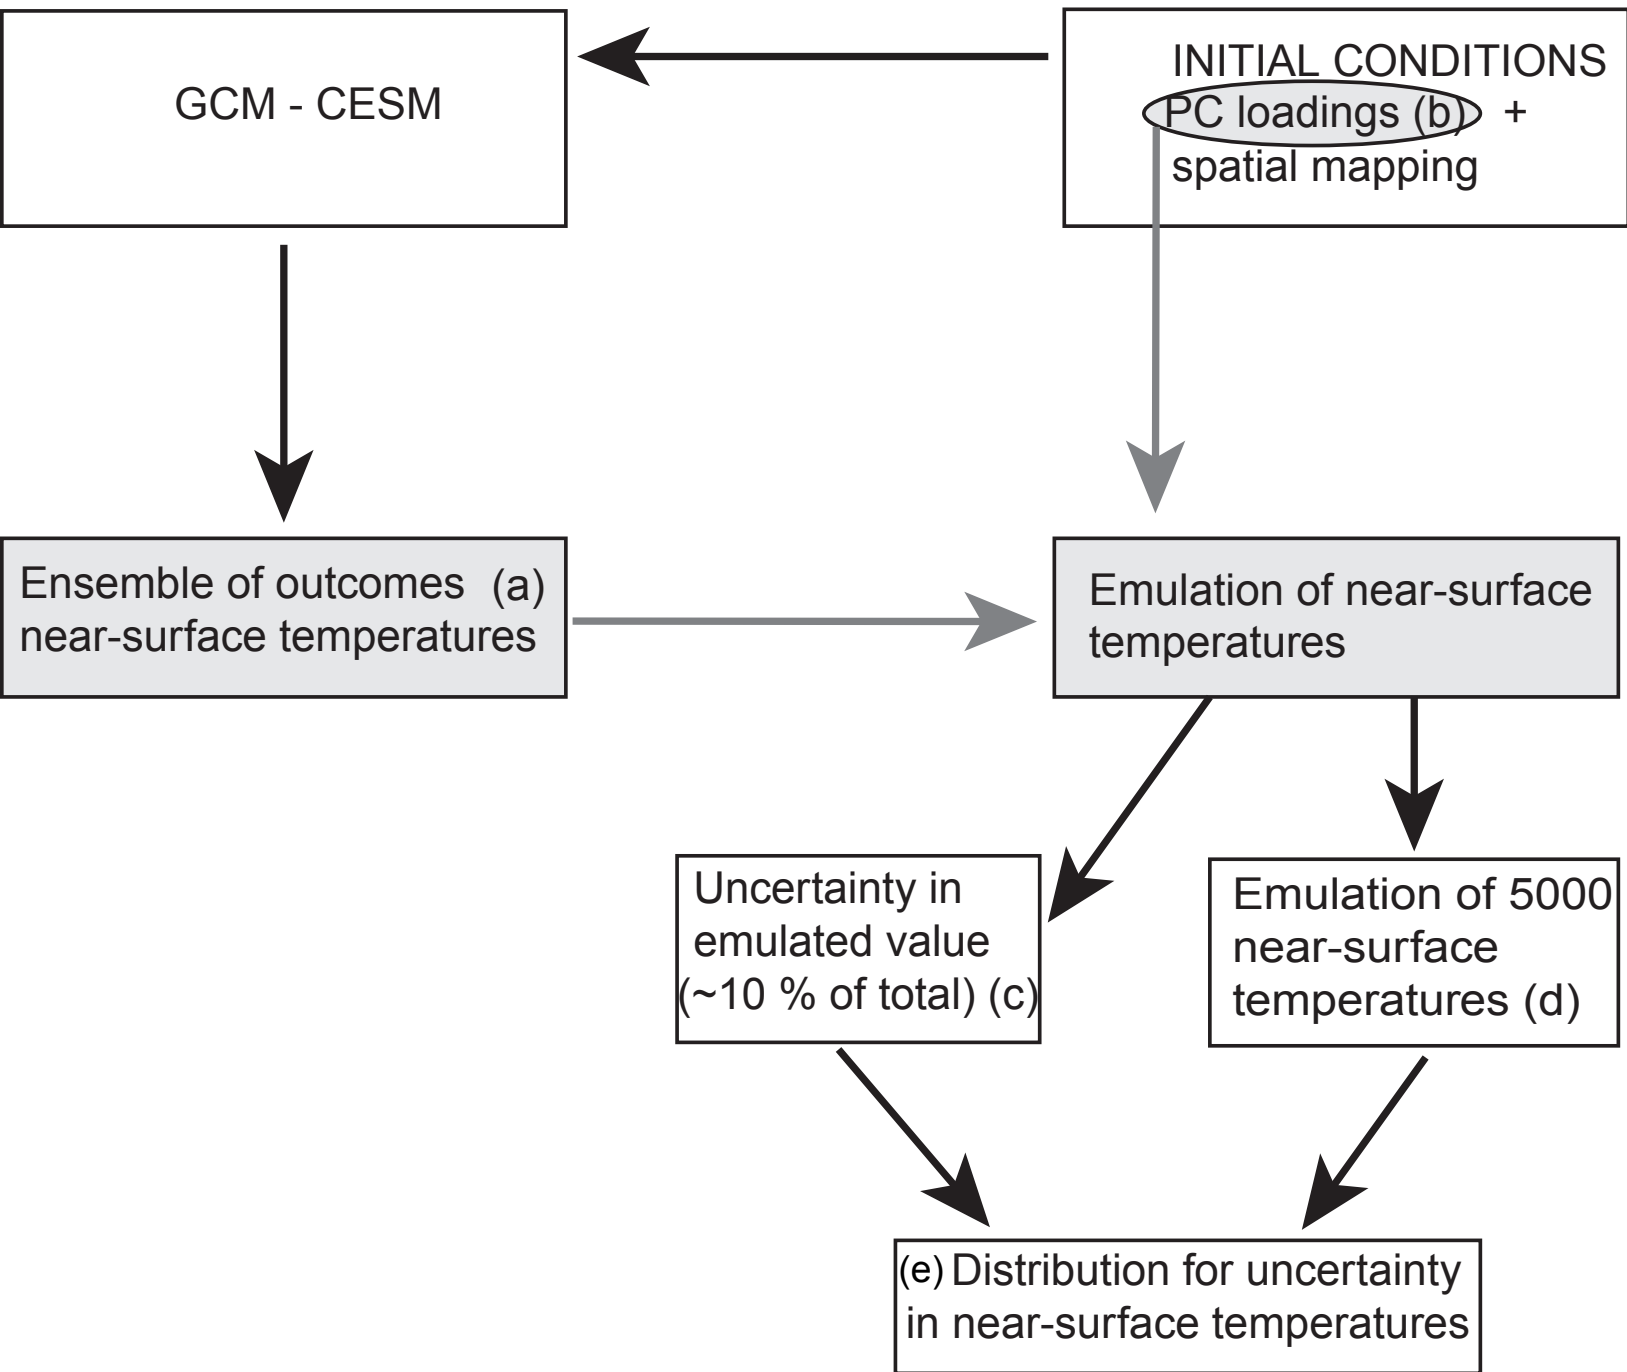 GCM - CESM
INITIAL CONDITIONS
PC loadings (b) +
spatial mapping
Ensemble of outcomes (a)
near-surface temperatures
Emulation of near-surface
temperatures
Uncertainty in
emulated value
(~10 % of total) (c)
Emulation of 5000
near-surface
temperatures (d)
(e) Distribution for uncertainty
in near-surface temperatures